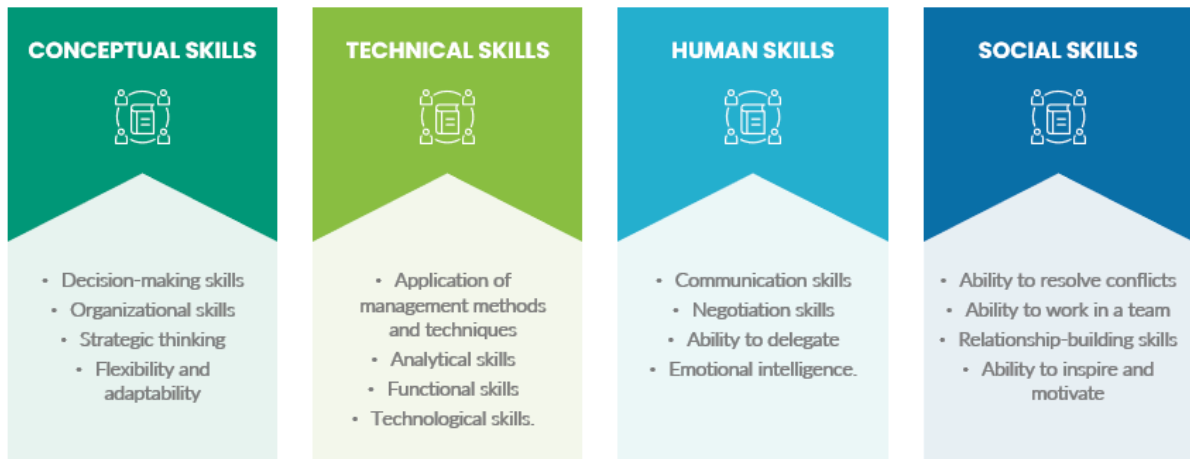 CONCEPTUAL SKILLS
• Decision-making skills
• Organizational skills
• Strategic thinking
• Flexibility and
adaptability
TECHNICAL SKILLS
• Application of
management methods
and techniques
• Analytical skills
• Functional skills
• Technological skills.
HUMAN SKILLS
• Communication skills
• Negotiation skills
• Ability to delegate
• Emotional intelligence.
SOCIAL SKILLS
• Ability to resolve conflicts
• Ability to work in a team
• Relationship-building skills
• Ability to inspire and
motivate